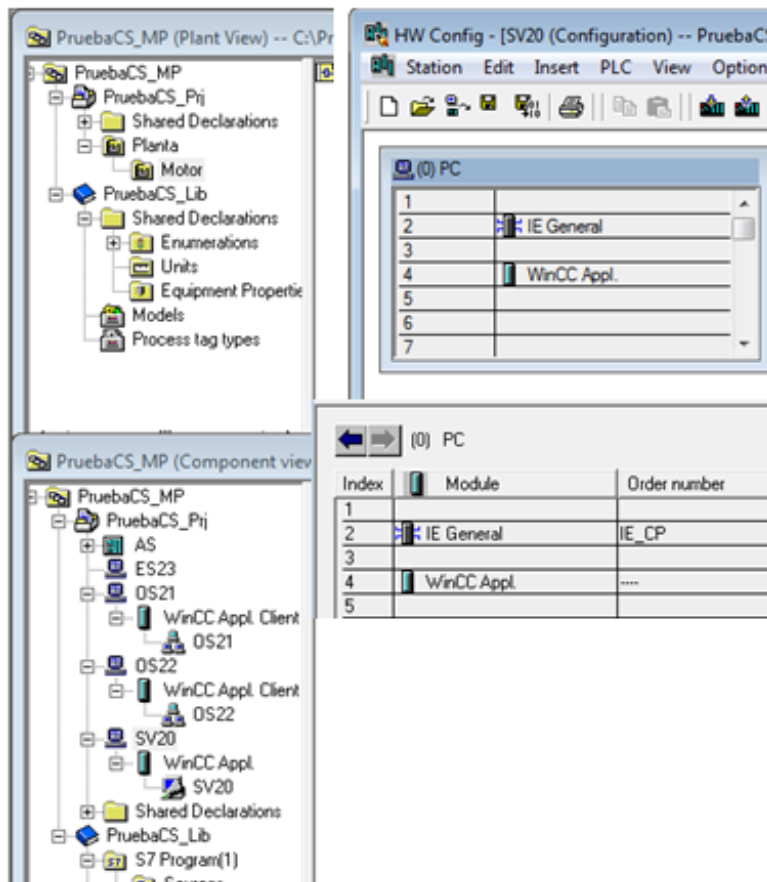 PruebaCS_MP (Plant View) -- C:\Pr
PruebaCS_MP
PruebaCS_Prj
Shared Declarations
Planta
Motor
PruebaCS_Lib
Shared Declarations
Enumerations
Units
Equipment Propertie
Models
Process tag types
HW Config - [SV20 (Configuration) -- PruebaCS
Station Edit Insert PLC View Option
(0) PC
1
2 IE General
3
4 WinCC Appl.
5
6
7
(0) PC
Index Module Order number
1
2 IE General IE_CP
3
4 WinCC Appl. ----
5
PruebaCS_MP (Component view
PruebaCS_MP
PruebaCS_Prj
AS
ES23
OS21
WinCC Appl. Client
OS21
OS22
WinCC Appl. Client
OS22
SV20
WinCC Appl.
SV20
Shared Declarations
PruebaCS_Lib
S7 Program(1)